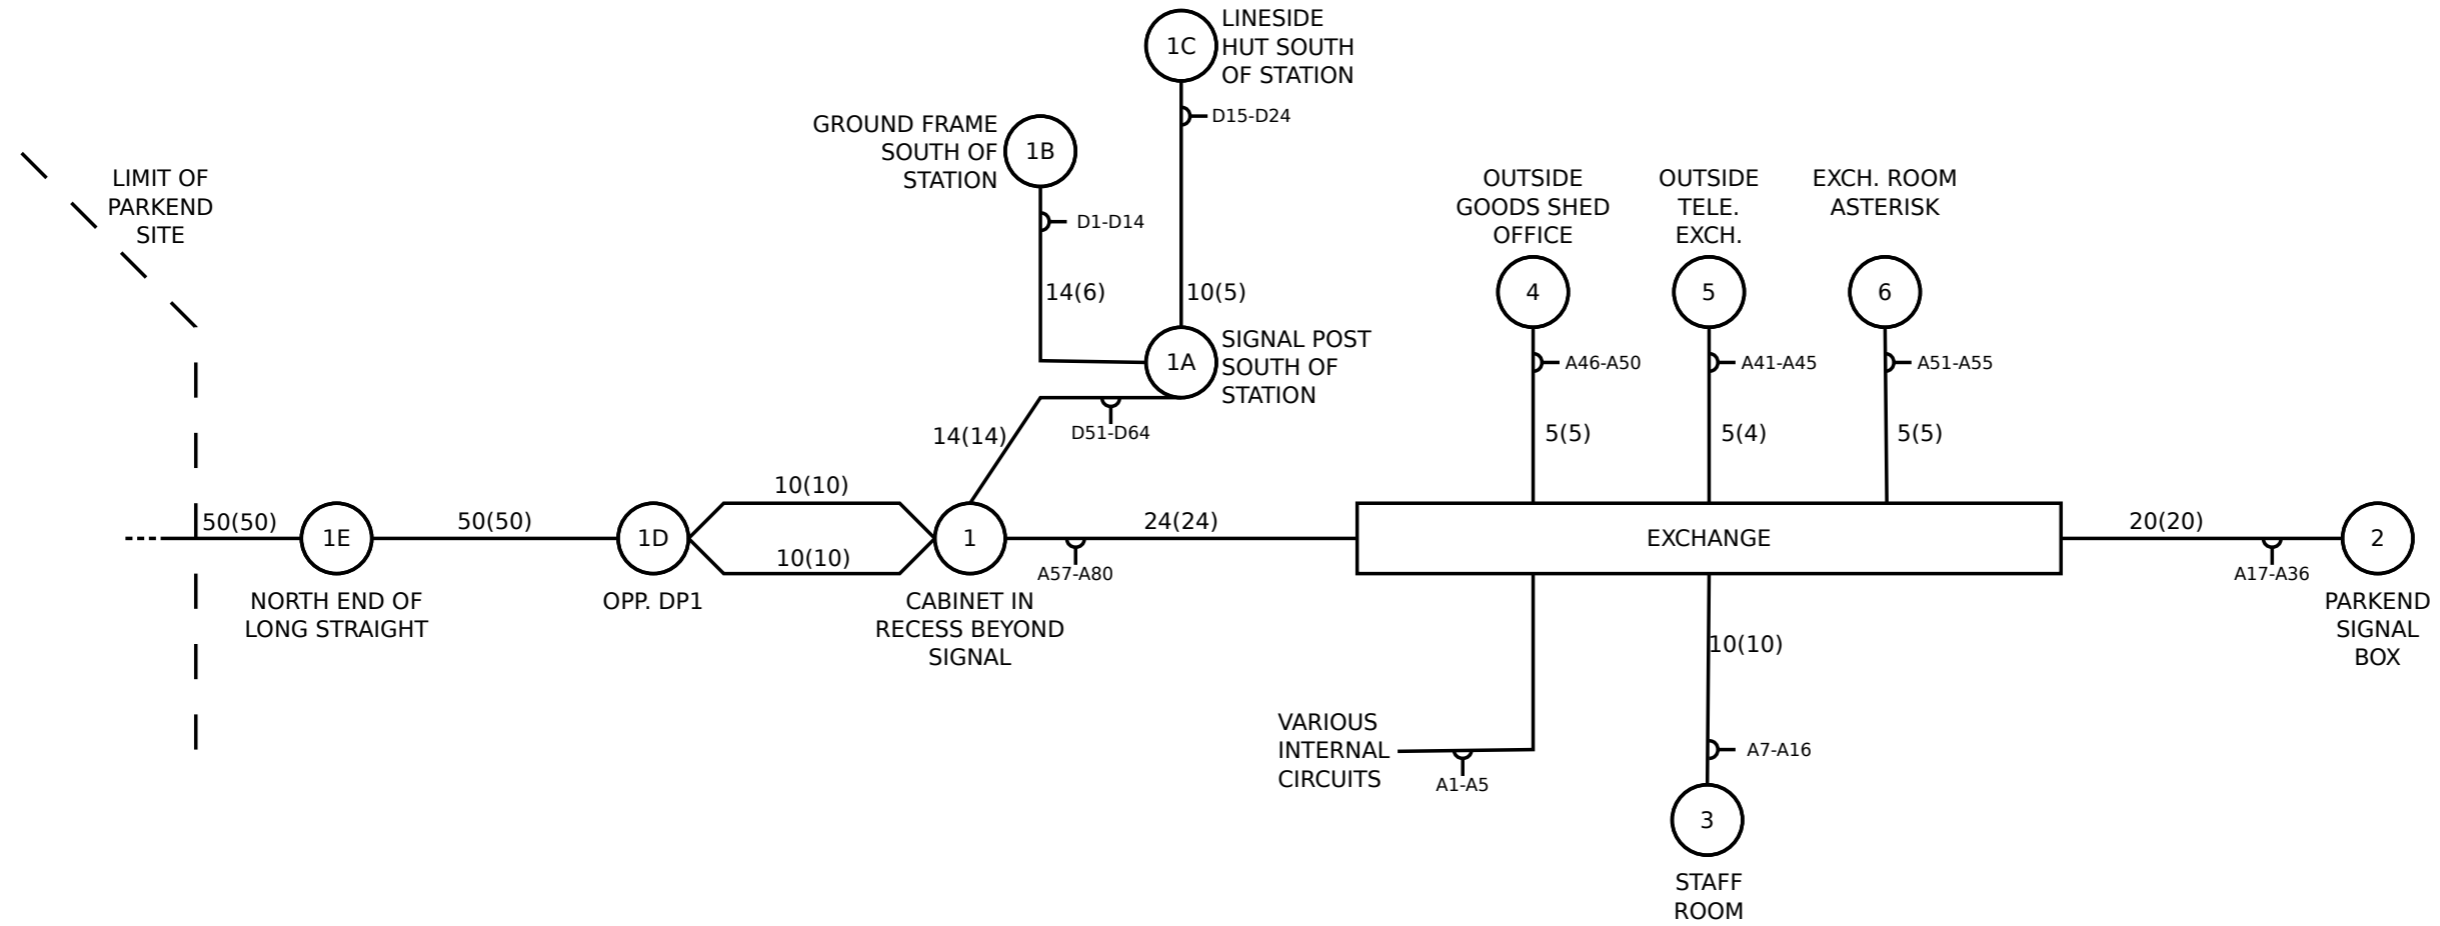 1C
LINESIDE
HUT SOUTH
OF STATION
D15-D24
GROUND FRAME
SOUTH OF
STATION
1B
D1-D14
LIMIT OF
PARKEND
SITE
OUTSIDE
GOODS SHED
OFFICE
OUTSIDE
TELE.
EXCH.
EXCH. ROOM
ASTERISK
14(6)
10(5)
4
5
6
1A
SIGNAL POST
SOUTH OF
STATION
A46-A50
A41-A45
A51-A55
14(14)
D51-D64
5(5)
5(4)
5(5)
10(10)
50(50)
1E
50(50)
1D
10(10)
1
24(24)
A57-A80
EXCHANGE
20(20)
A17-A36
2
NORTH END OF
LONG STRAIGHT
OPP. DP1
CABINET IN
RECESS BEYOND
SIGNAL
PARKEND
SIGNAL
BOX
10(10)
VARIOUS
INTERNAL
CIRCUITS
A1-A5
A7-A16
3
STAFF
ROOM